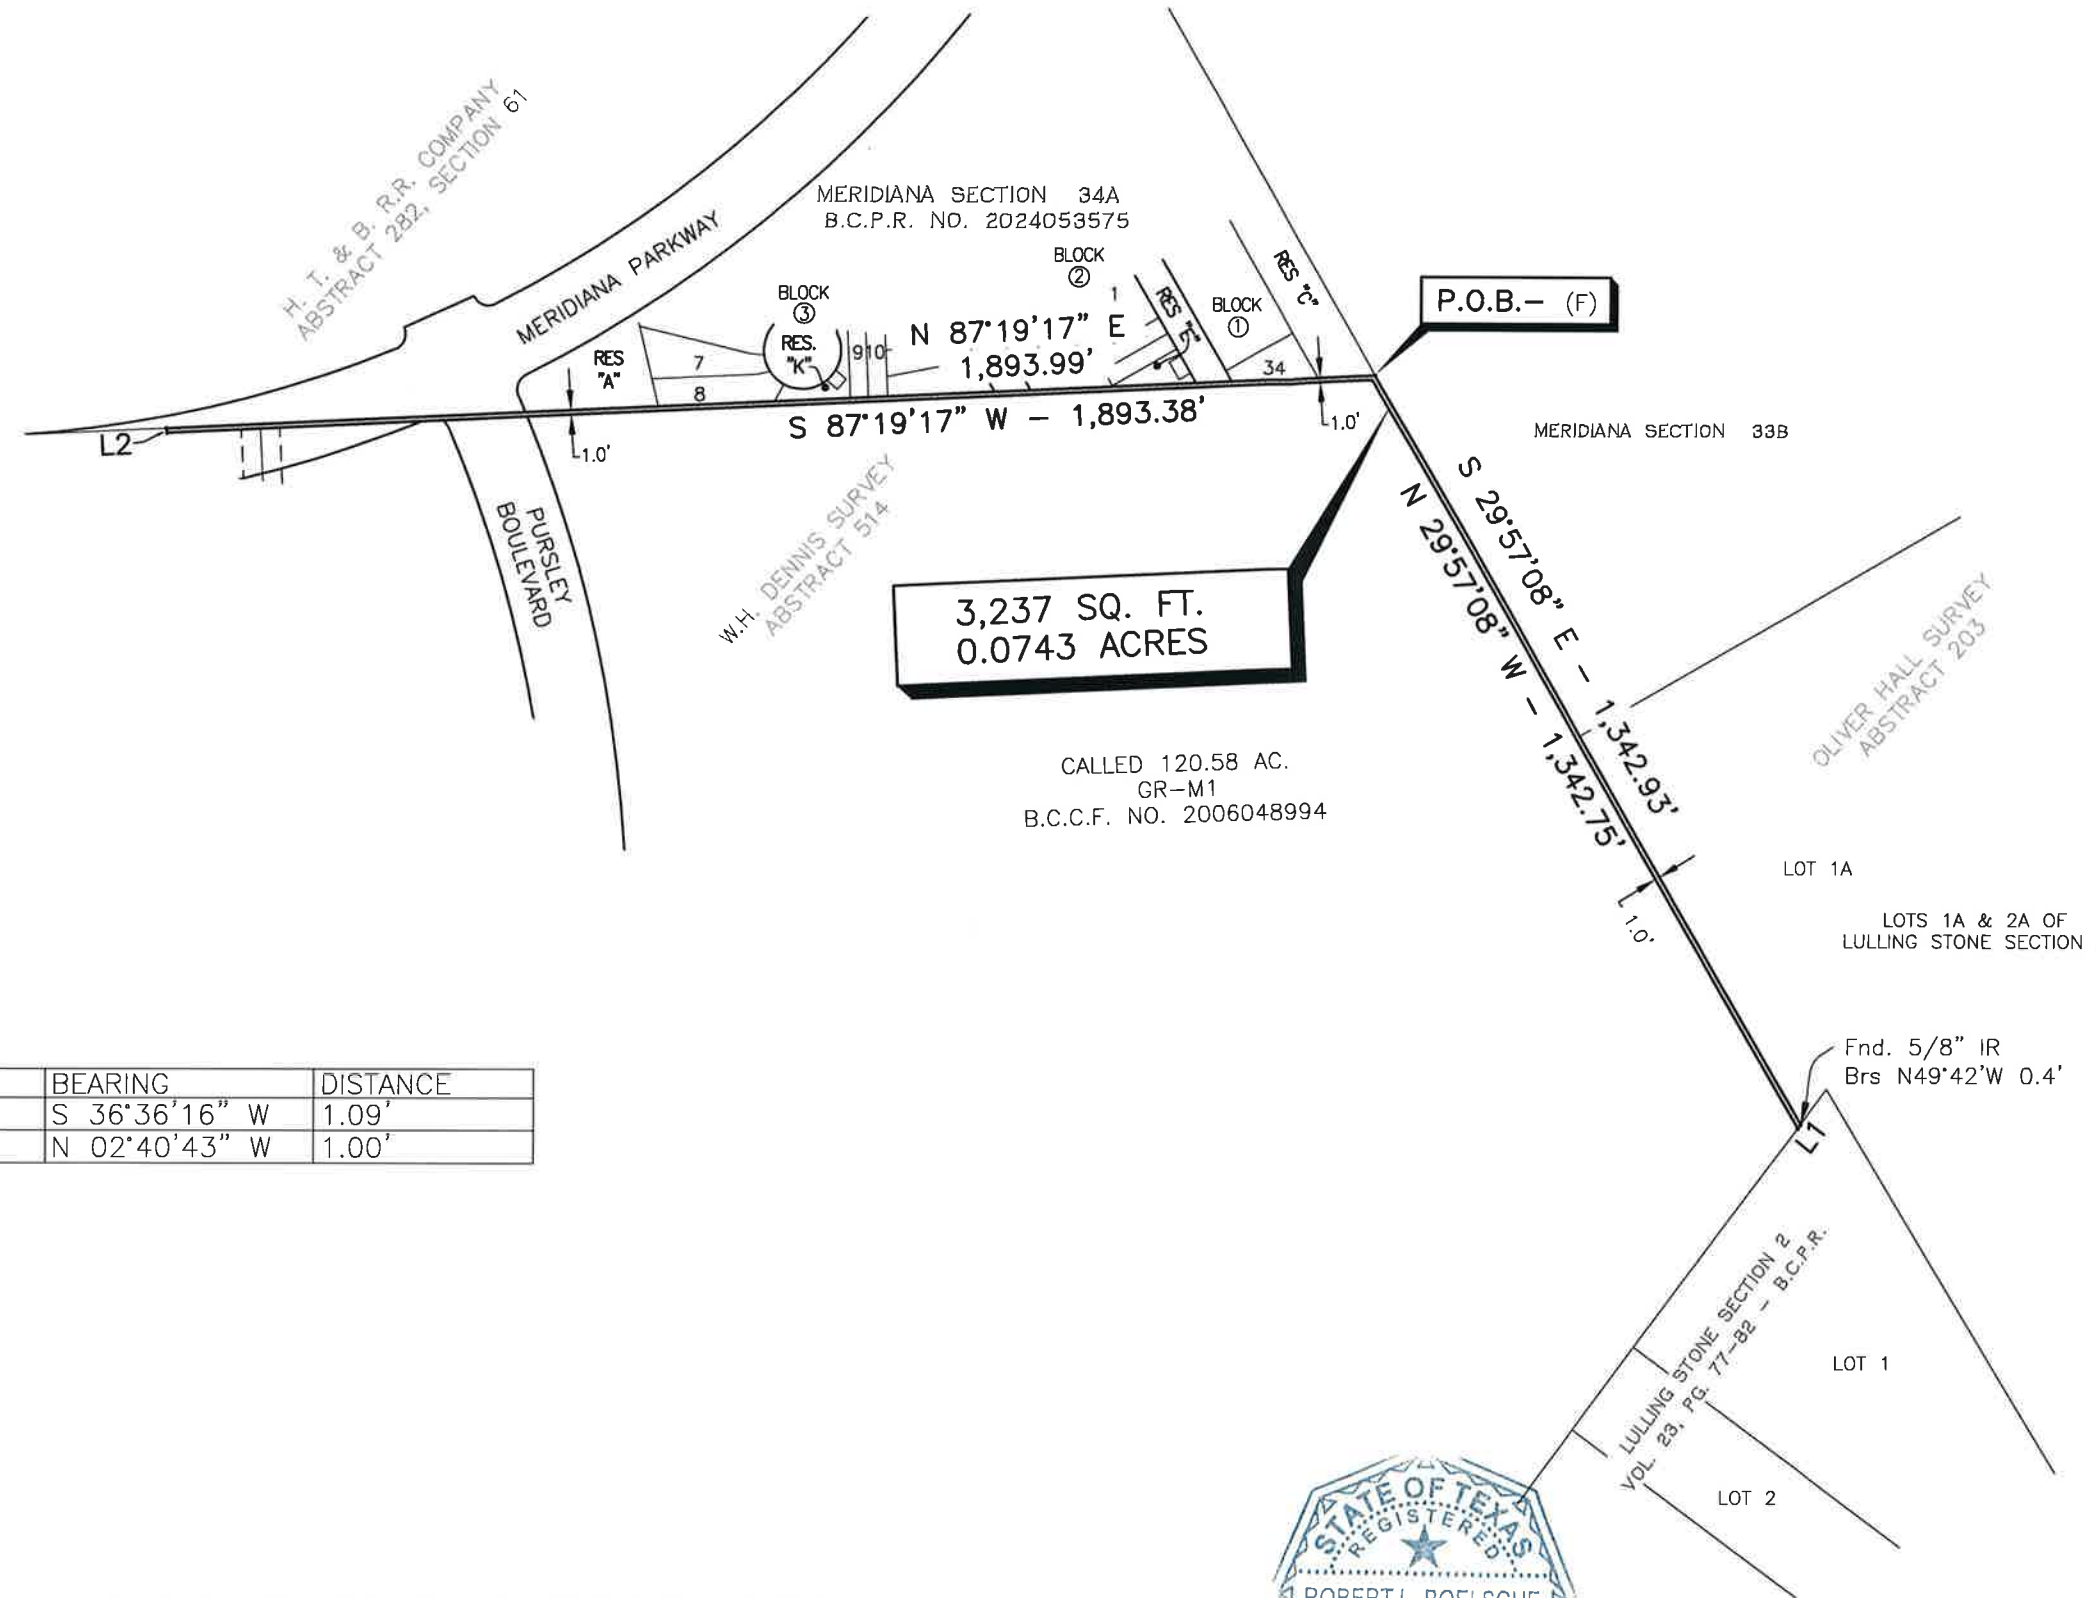 H. T. & B. R.R. COMPANY
ABSTRACT 282, SECTION 61
MERIDIANA PARKWAY
MERIDIANA SECTION 34A
B.C.P.R. NO. 2024053575
BLOCK
2
BLOCK
3
BLOCK
1
RES "C"
RES "E"
1
P.O.B.- (F)
N 87°19'17" E
1,893.99'
RES.
"K"
RES
"A"
7
8
9
10
34
S 87°19'17" W - 1,893.38'
1.0'
1.0'
L2
MERIDIANA SECTION 33B
PURSLEY
BOULEVARD
W.H. DENNIS SURVEY
ABSTRACT 514
S 29°57'08" E - 1,342.93'
N 29°57'08" W - 1,342.75'
3,237 SQ. FT.
0.0743 ACRES
OLIVER HALL SURVEY
ABSTRACT 203
CALLED 120.58 AC.
GR-M1
B.C.C.F. NO. 2006048994
LOT 1A
1.0'
LOTS 1A & 2A OF
LULLING STONE SECTION
Fnd. 5/8" IR
Brs N49°42'W 0.4'
L1
BEARING DISTANCE
S 36°36'16" W 1.09'
N 02°40'43" W 1.00'
LULLING STONE SECTION 2
VOL. 23, PG. 77-82 - B.C.P.R.
LOT 1
LOT 2
STATE OF TEXAS
REGISTERED